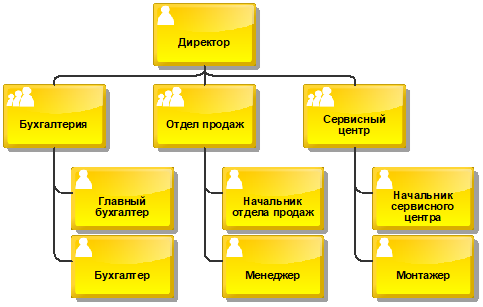 Директор
Бухгалтерия
Отдел продаж
Сервисный
центр
Главный
бухгалтер
Начальник
отдела продаж
Начальник
сервисного
центра
Бухгалтер
Менеджер
Монтажер